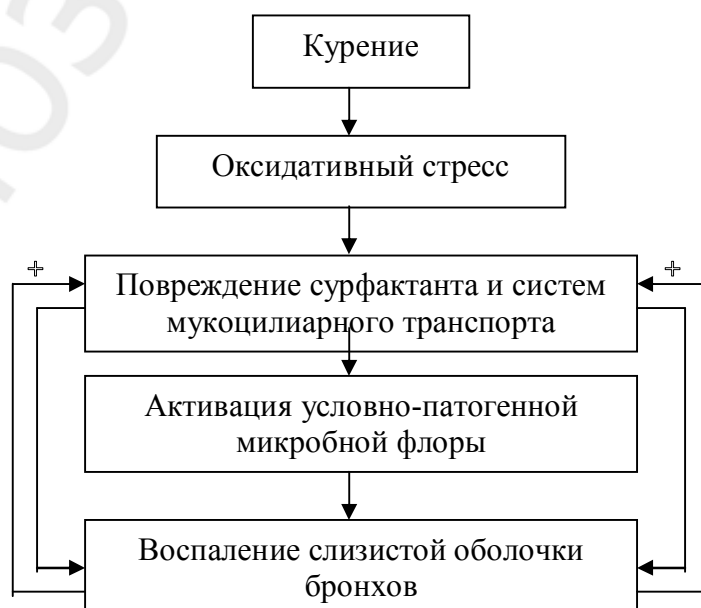 Курение
Оксидативный стресс
+ +
Повреждение сурфактанта и систем
мукоцилиарного транспорта
Активация условно-патогенной
микробной флоры
Воспаление слизистой оболочки
бронхов